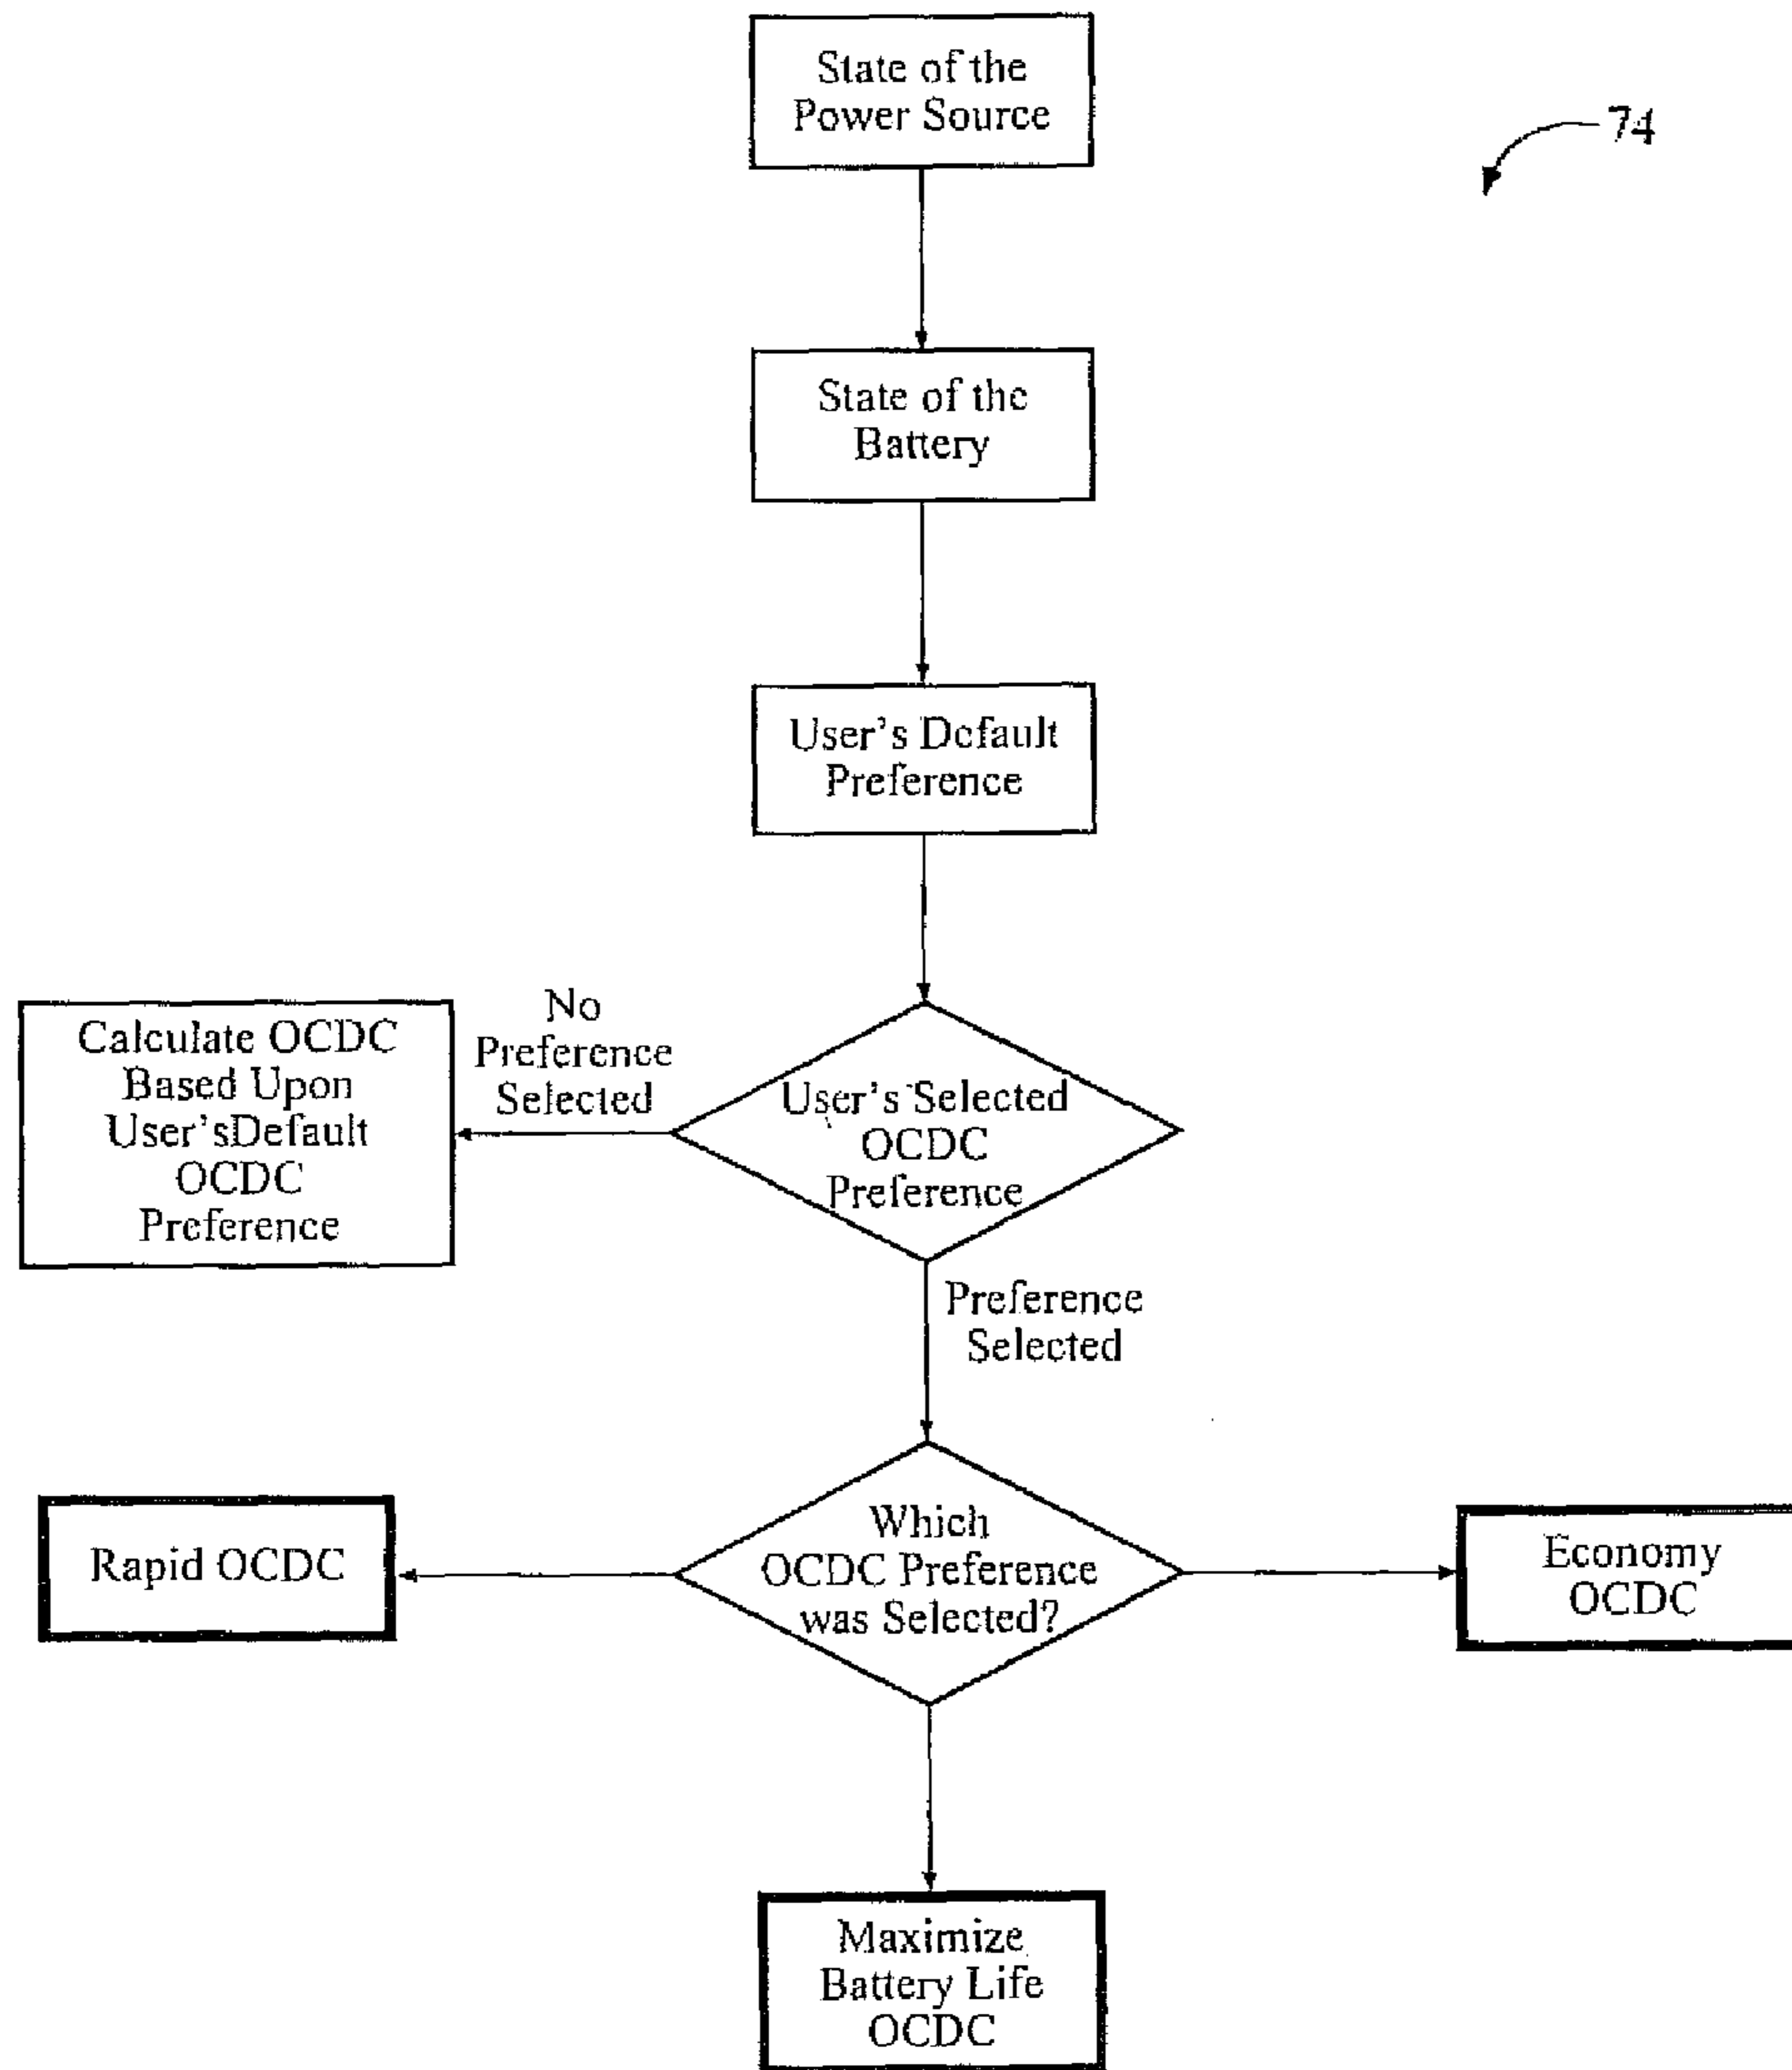 State of the
Power Source
74
State of the
Battery
User's Default
Preference
No
Preference
Selected
Calculate OCDC
Based Upon
User'sDefault
OCDC
Preference
User's Selected
OCDC
Preference
Preference
Selected
Rapid OCDC
Which
OCDC Preference
was Selected?
Economy
OCDC
Maximize
Battery Life
OCDC